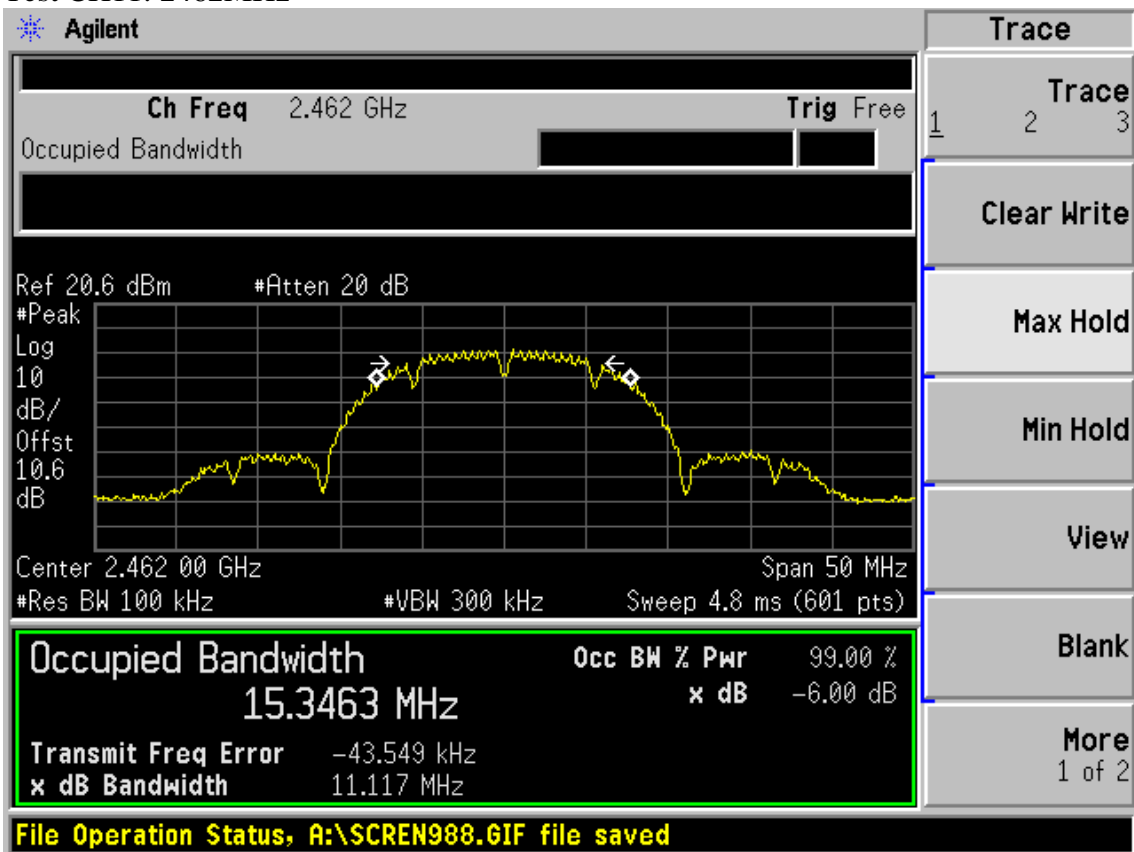 Agilent
Trace
Ch Freq 2.462 GHz Trig Free
Occupied Bandwidth
Trace
1 2 3
Clear Write
Max Hold
Min Hold
View
Blank
More
1 of 2
Ref 20.6 dBm #Atten 20 dB
#Peak
Log
10
dB/
Offst
10.6
dB
Center 2.462 00 GHz Span 50 MHz
#Res BW 100 kHz #VBW 300 kHz Sweep 4.8 ms (601 pts)
Occupied Bandwidth Occ BW % Pwr 99.00 %
15.3463 MHz x dB -6.00 dB
Transmit Freq Error -43.549 kHz
x dB Bandwidth 11.117 MHz
File Operation Status, A:\SCREN988.GIF file saved